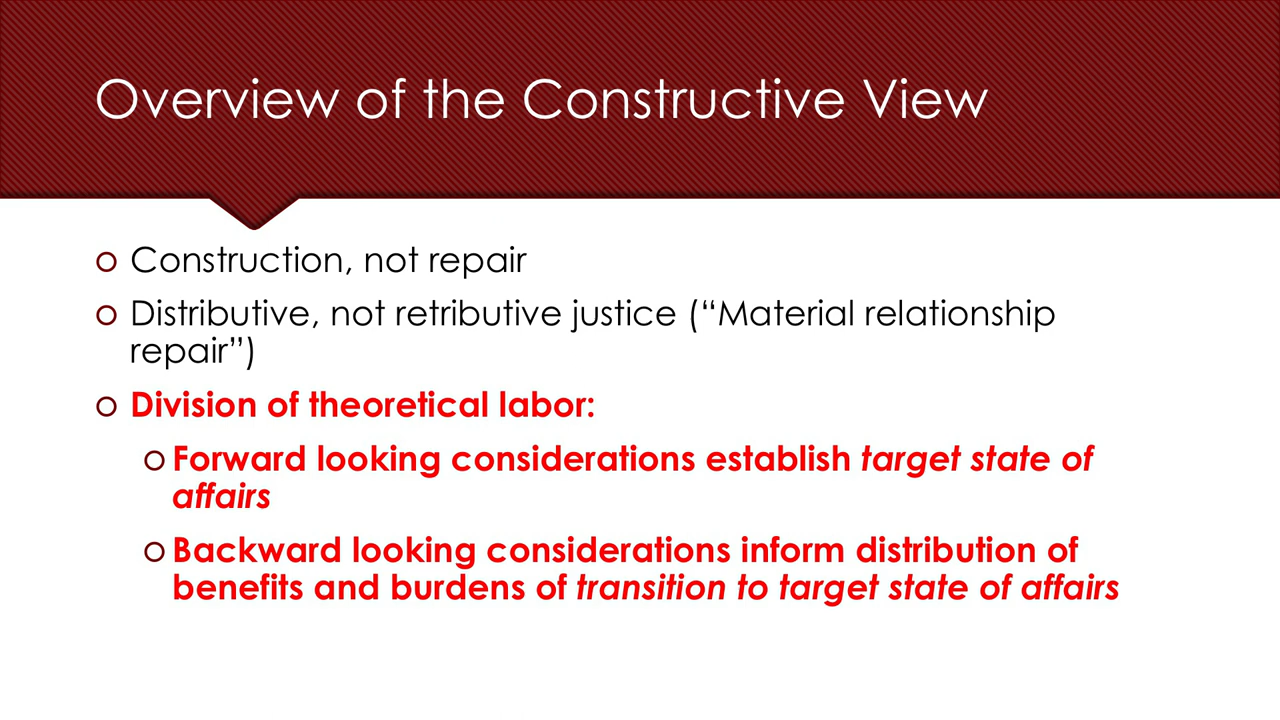 Overview of the Constructive View
Construction, not repair
Distributive, not retributive justice (“Material relationship
repair”)
Division of theoretical labor:
Forward looking considerations establish target state of
affairs
Backward looking considerations inform distribution of
benefits and burdens of transition to target state of affairs